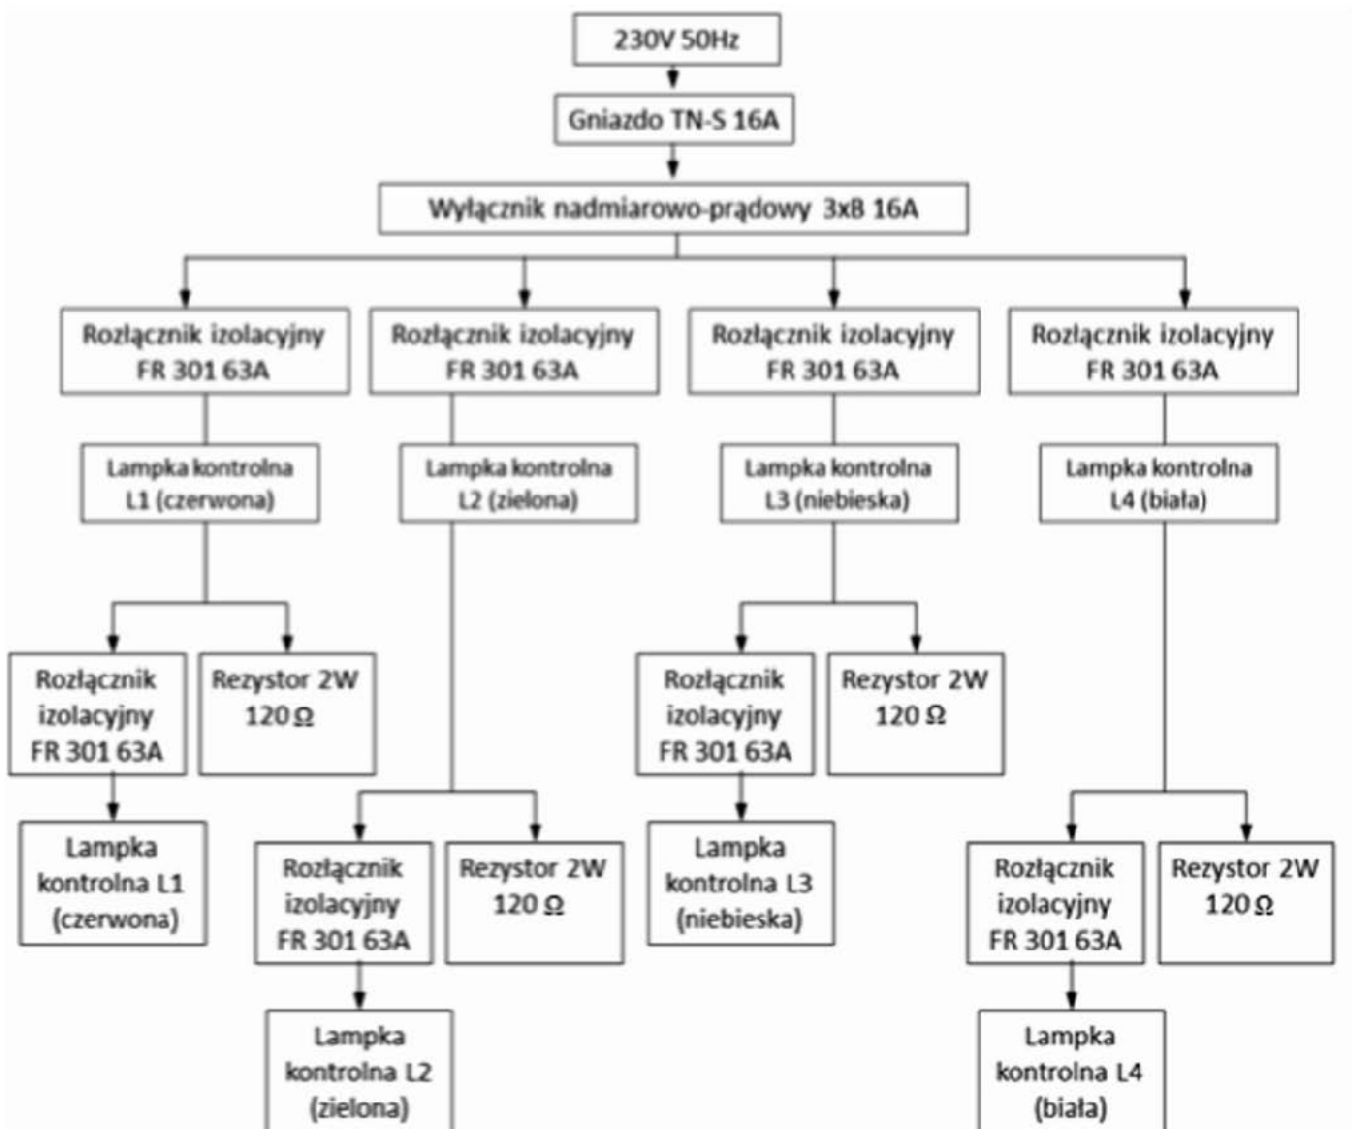 230V 50Hz
Gniazdo TN-S 16A
Wyłącznik nadmiarowo-prądowy 3xB 16A
Rozłącznik izolacyjny
FR 301 63A
Rozłącznik izolacyjny
FR 301 63A
Rozłącznik izolacyjny
FR 301 63A
Rozłącznik izolacyjny
FR 301 63A
Lampka kontrolna
L1 (czerwona)
Lampka kontrolna
L2 (zielona)
Lampka kontrolna
L3 (niebieska)
Lampka kontrolna
L4 (biała)
Rozłącznik
izolacyjny
FR 301 63A
Rezystor 2W
120 Ω
Rozłącznik
izolacyjny
FR 301 63A
Rezystor 2W
120 Ω
Lampka
kontrolna L1
(czerwona)
Rozłącznik
izolacyjny
FR 301 63A
Rezystor 2W
120 Ω
Lampka
kontrolna L3
(niebieska)
Rozłącznik
izolacyjny
FR 301 63A
Rezystor 2W
120 Ω
Lampka
kontrolna L2
(zielona)
Lampka
kontrolna L4
(biała)